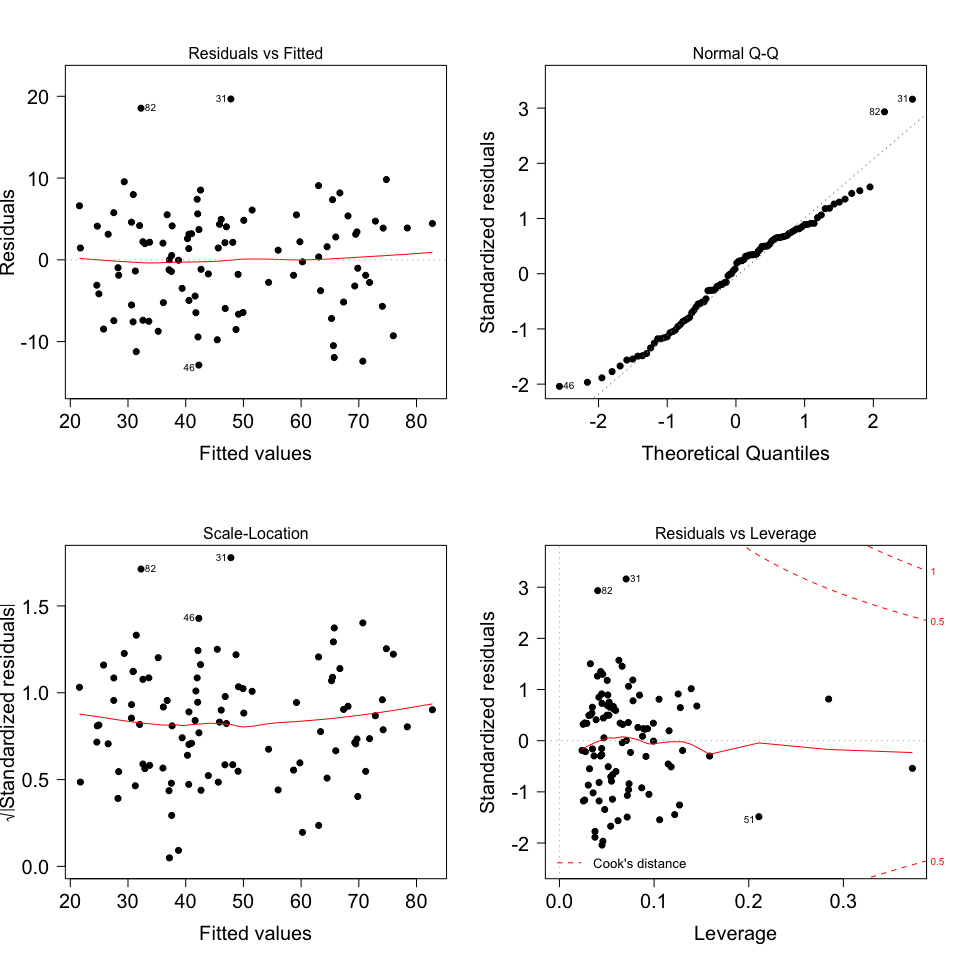 Residuals vs Fitted
Residuals
20
10
0
-10
82
31
46
20 30 40 50 60 70 80
Fitted values
Normal Q-Q
Standardized residuals
3
2
1
0
-1
-2
31
82
46
-2 -1 0 1 2
Theoretical Quantiles
Scale-Location
√|Standardized residuals|
1.5
1.0
0.5
0.0
31
82
46
20 30 40 50 60 70 80
Fitted values
Residuals vs Leverage
Standardized residuals
3
2
1
0
-1
-2
31
82
51
1
0.5
0.5
Cook's distance
0.0 0.1 0.2 0.3
Leverage